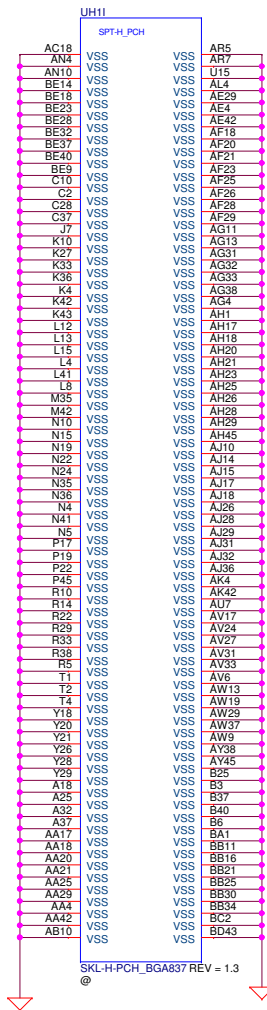 UH1I
SPT-H_PCH
AC18 VSS VSS AR5
AN4 VSS VSS AR7
AN10 VSS VSS U15
BE14 VSS VSS AL4
BE18 VSS VSS AE29
BE23 VSS VSS AE4
BE28 VSS VSS AE42
BE32 VSS VSS AF18
BE37 VSS VSS AF20
BE40 VSS VSS AF21
BE9 VSS VSS AF23
C10 VSS VSS AF25
C2 VSS VSS AF26
C28 VSS VSS AF28
C37 VSS VSS AF29
J7 VSS VSS AG11
K10 VSS VSS AG13
K27 VSS VSS AG31
K33 VSS VSS AG32
K36 VSS VSS AG33
K4 VSS VSS AG38
K42 VSS VSS AG4
K43 VSS VSS AH1
L12 VSS VSS AH17
L13 VSS VSS AH18
L15 VSS VSS AH20
L4 VSS VSS AH21
L41 VSS VSS AH23
L8 VSS VSS AH25
M35 VSS VSS AH26
M42 VSS VSS AH28
N10 VSS VSS AH29
N15 VSS VSS AH45
N19 VSS VSS AJ10
N22 VSS VSS AJ14
N24 VSS VSS AJ15
N35 VSS VSS AJ17
N36 VSS VSS AJ18
N4 VSS VSS AJ26
N41 VSS VSS AJ28
N5 VSS VSS AJ29
P17 VSS VSS AJ31
P19 VSS VSS AJ32
P22 VSS VSS AJ36
P45 VSS VSS AK4
R10 VSS VSS AK42
R14 VSS VSS AU7
R22 VSS VSS AV17
R29 VSS VSS AV24
R33 VSS VSS AV27
R38 VSS VSS AV31
R5 VSS VSS AV33
T1 VSS VSS AV6
T2 VSS VSS AW13
T4 VSS VSS AW19
Y18 VSS VSS AW29
Y20 VSS VSS AW37
Y21 VSS VSS AW9
Y26 VSS VSS AY38
Y28 VSS VSS AY45
Y29 VSS VSS B25
A18 VSS VSS B3
A25 VSS VSS B37
A32 VSS VSS B40
A37 VSS VSS B6
AA17 VSS VSS BA1
AA18 VSS VSS BB11
AA20 VSS VSS BB16
AA21 VSS VSS BB21
AA25 VSS VSS BB25
AA29 VSS VSS BB30
AA4 VSS VSS BB34
AA42 VSS VSS BC2
AB10 VSS VSS BD43
SKL-H-PCH_BGA837 REV = 1.3
@